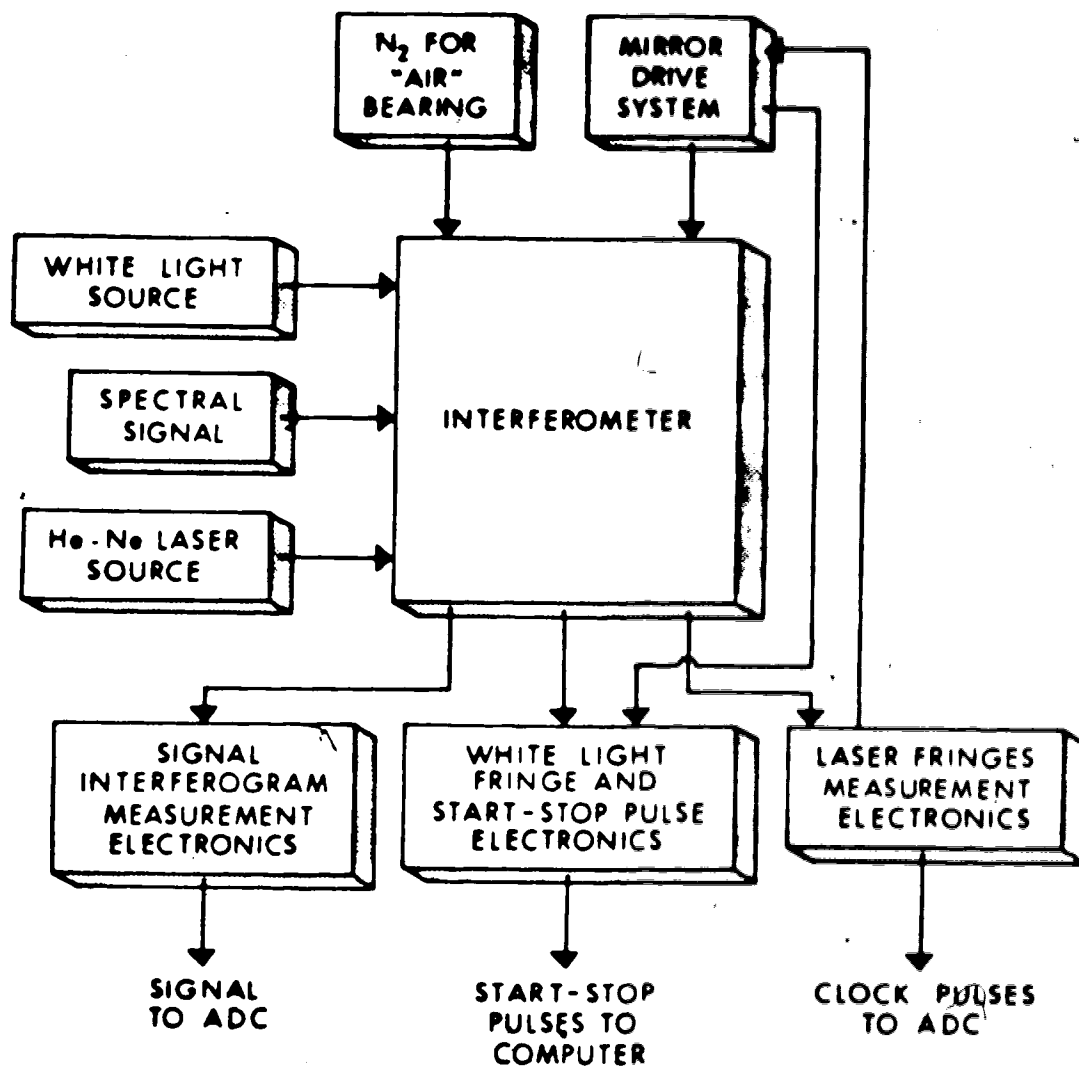 N₂ FOR
"AIR"
BEARING
MIRROR
DRIVE
SYSTEM
WHITE LIGHT
SOURCE
SPECTRAL
SIGNAL
He-Ne LASER
SOURCE
INTERFEROMETER
SIGNAL
INTERFEROGRAM
MEASUREMENT
ELECTRONICS
WHITE LIGHT
FRINGE AND
START-STOP PULSE
ELECTRONICS
LASER FRINGES
MEASUREMENT
ELECTRONICS
SIGNAL
TO ADC
START-STOP
PULSES TO
COMPUTER
CLOCK PULSES
TO ADC